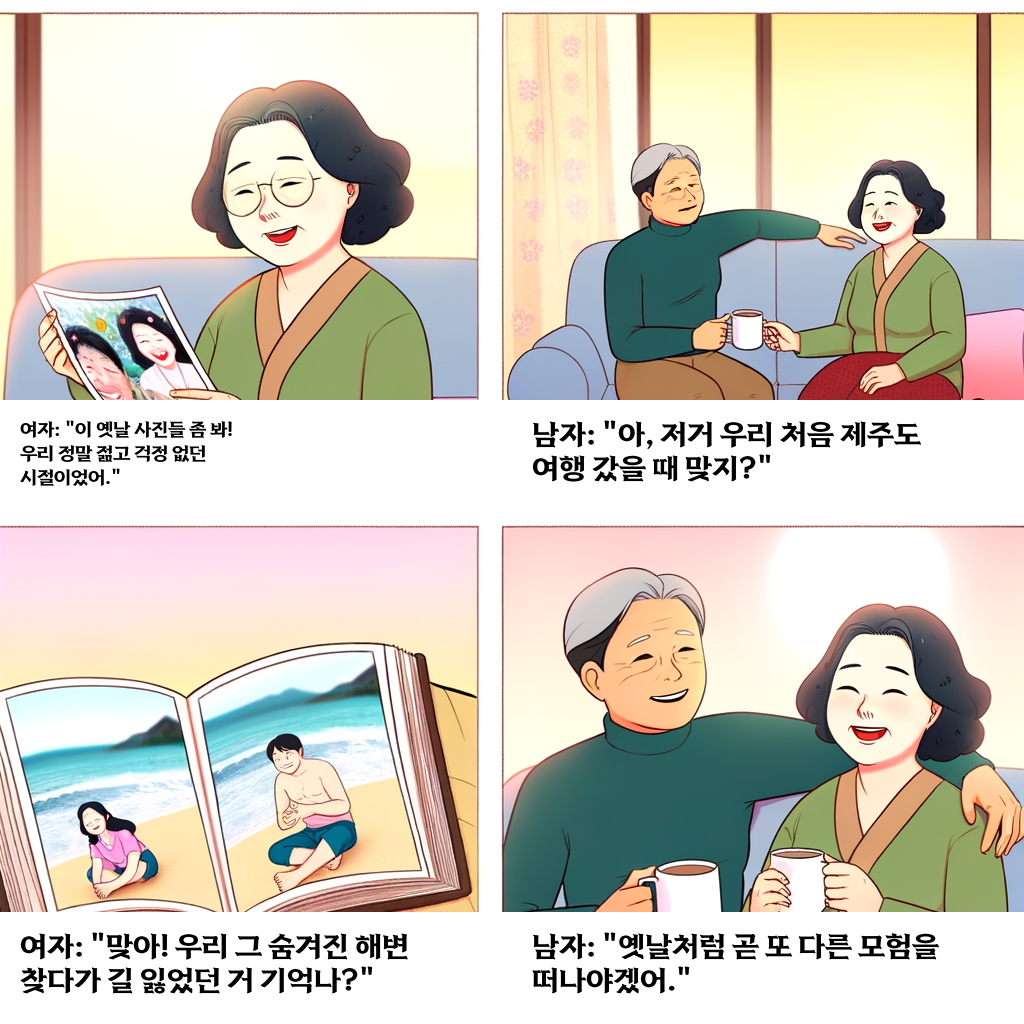 여자: "이 옛날 사진들 좀 봐!
우리 정말 젊고 걱정 없던
시절이었어."
남자: "아, 저거 우리 처음 제주도
여행 갔을 때 맞지?"
여자: "맞아! 우리 그 숨겨진 해변
찾다가 길 잃었던 거 기억나?"
남자: "옛날처럼 곧 또 다른 모험을
떠나야겠어."